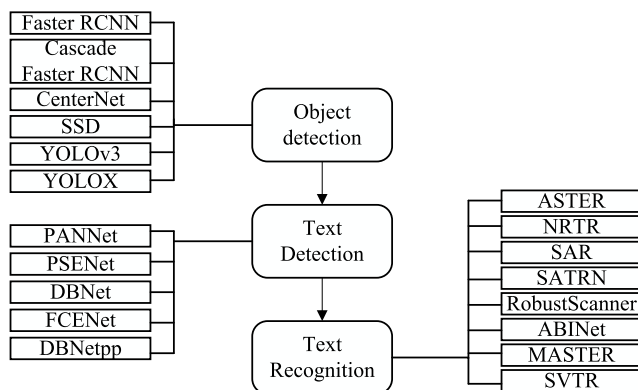 Faster RCNN
Cascade
Faster RCNN
CenterNet
SSD
YOLOv3
YOLOX
Object
detection
PANNet
PSENet
DBNet
FCENet
DBNetpp
Text
Detection
Text
Recognition
ASTER
NRTR
SAR
SATRN
RobustScanner
ABINet
MASTER
SVTR